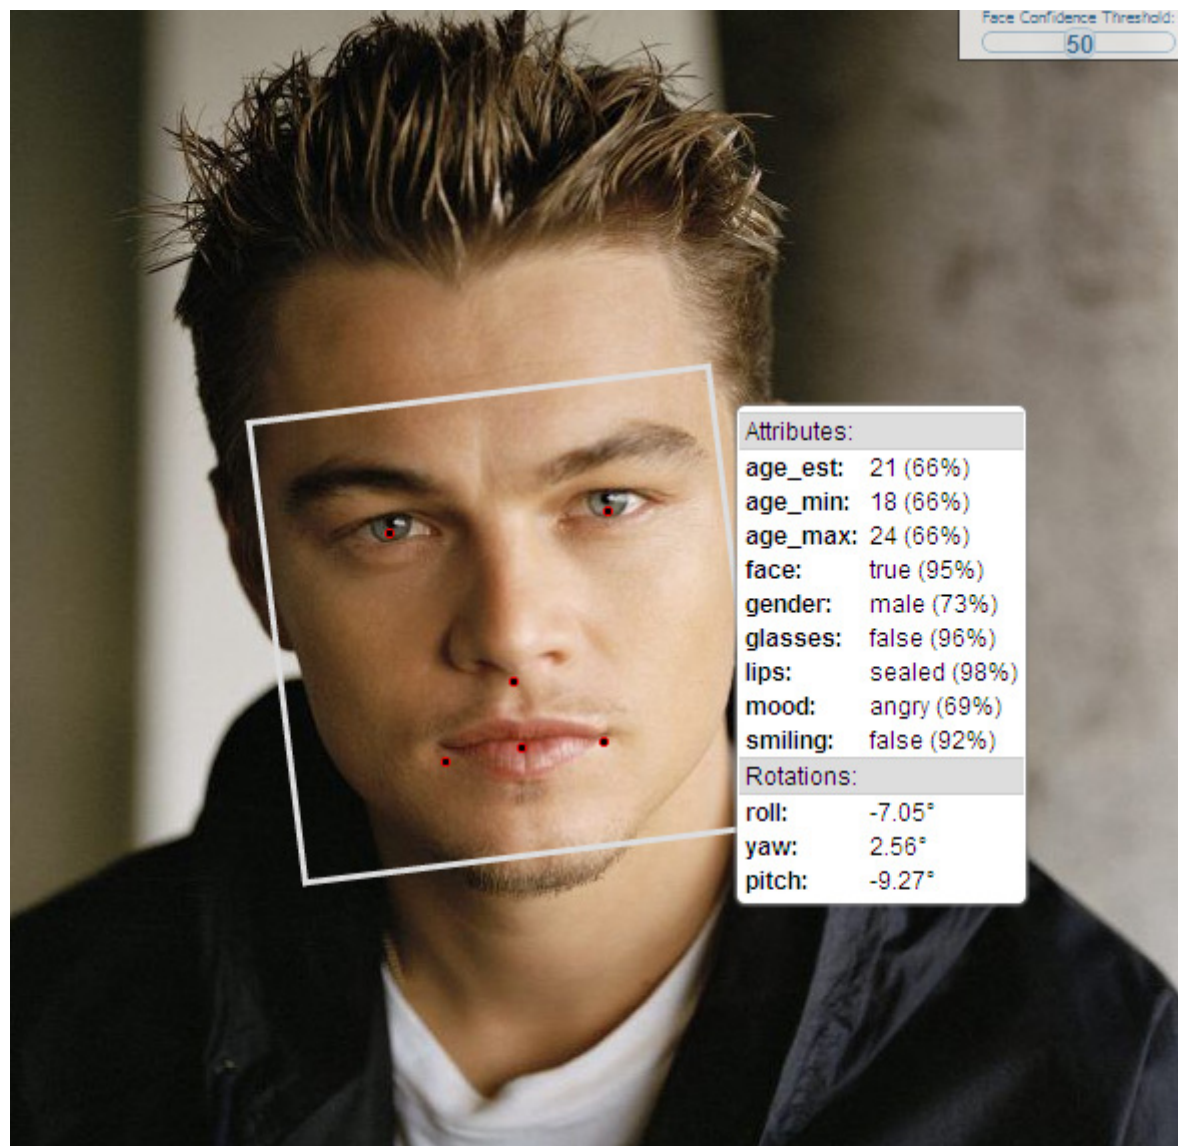 Face Confidence Threshold:
50
Attributes:
age_est: 21 (66%)
age_min: 18 (66%)
age_max: 24 (66%)
face: true (95%)
gender: male (73%)
glasses: false (96%)
lips: sealed (98%)
mood: angry (69%)
smiling: false (92%)
Rotations:
roll: -7.05°
yaw: 2.56°
pitch: -9.27°